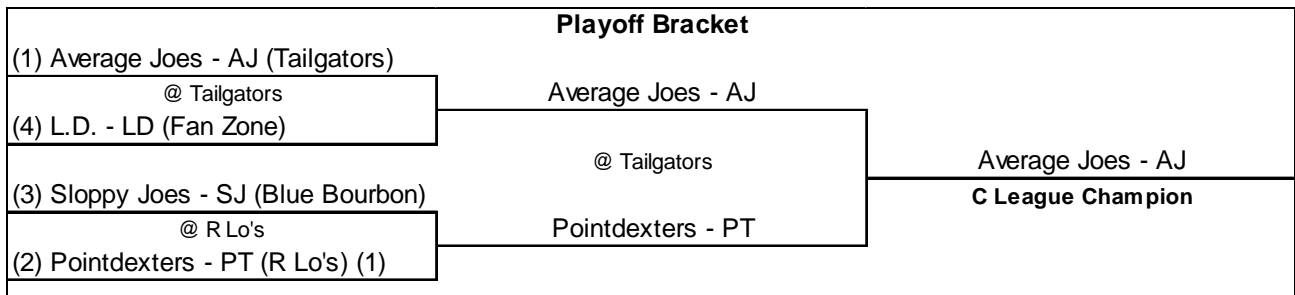 Playoff Bracket
(1) Average Joes - AJ (Tailgators)
@ Tailgators
Average Joes - AJ
(4) L.D. - LD (Fan Zone)
@ Tailgators
Average Joes - AJ
(3) Sloppy Joes - SJ (Blue Bourbon)
C League Champion
@ R Lo's
Pointdexters - PT
(2) Pointdexters - PT (R Lo's) (1)